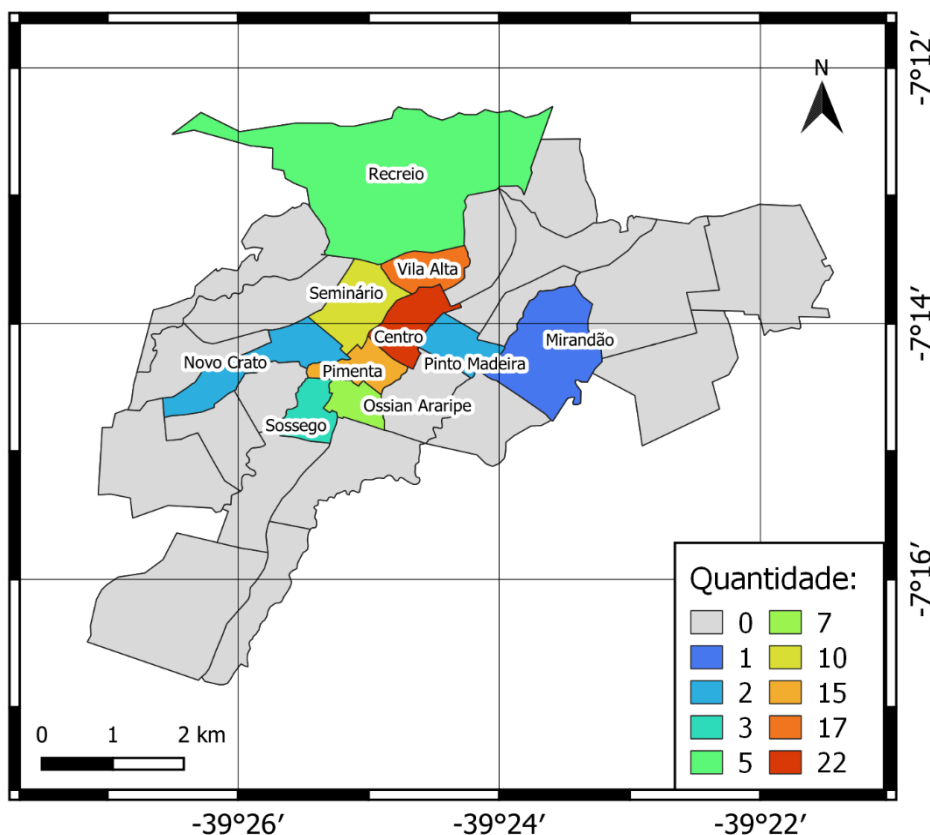 -7°12′
N
Recreio
Vila Alta
Seminário
-7°14′
Centro
Mirandão
Novo Crato
Pinto Madeira
Pimenta
Ossian Araripe
Sossego
-7°16′
Quantidade:
0 7
1 10
2 15
3 17
5 22
0 1 2 km
-39°26′ -39°24′ -39°22′